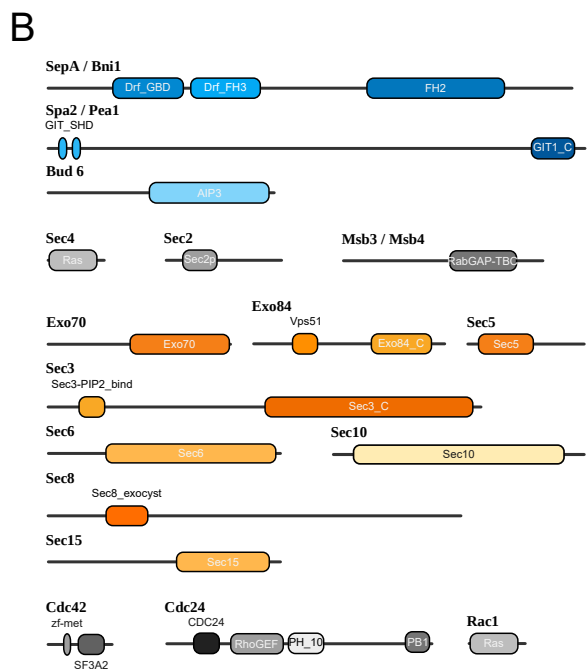 B
SepA / Bni1
Drf_GBD Drf_FH3 FH2
Spa2 / Pea1
GIT_SHD
GIT1_C
Bud 6
AIP3
Sec4 Sec2 Msb3 / Msb4
Ras Sec2p RabGAP-TBC
Exo84
Vps51
Exo70 Sec5
Exo70 Exo84_C Sec5
Sec3
Sec3-PIP2_bind
Sec3_C
Sec6 Sec10
Sec6 Sec10
Sec8
Sec8_exocyst
Sec15
Sec15
Cdc42 Cdc24 Rac1
zf-met CDC24
RhoGEF PH_10 PB1 Ras
SF3A2